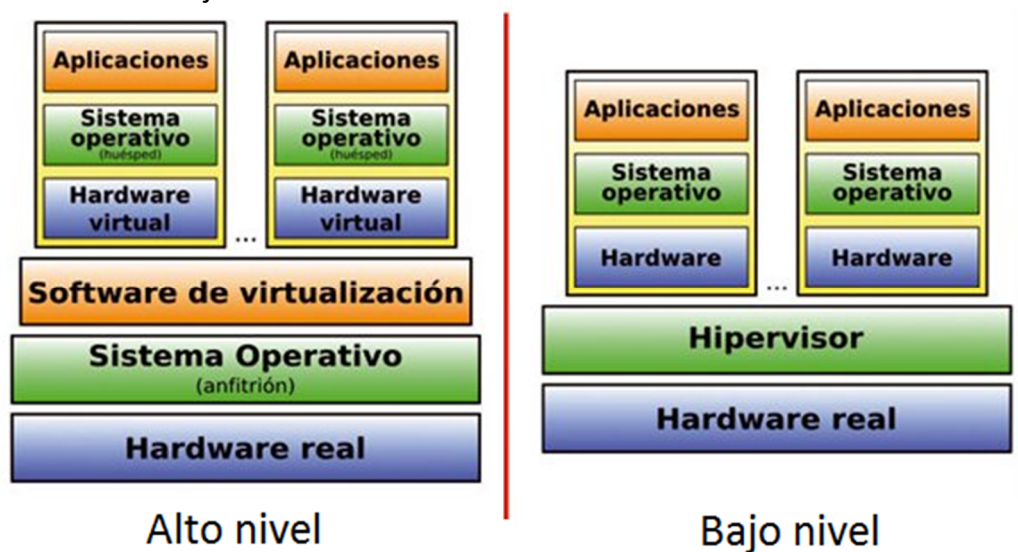 Aplicaciones
Sistema
operativo
(huésped)
Hardware
virtual
...
Aplicaciones
Sistema
operativo
(huésped)
Hardware
virtual
Software de virtualización
Sistema Operativo
(anfitrión)
Hardware real
Alto nivel
Aplicaciones
Sistema
operativo
Hardware
...
Aplicaciones
Sistema
operativo
Hardware
Hipervisor
Hardware real
Bajo nivel